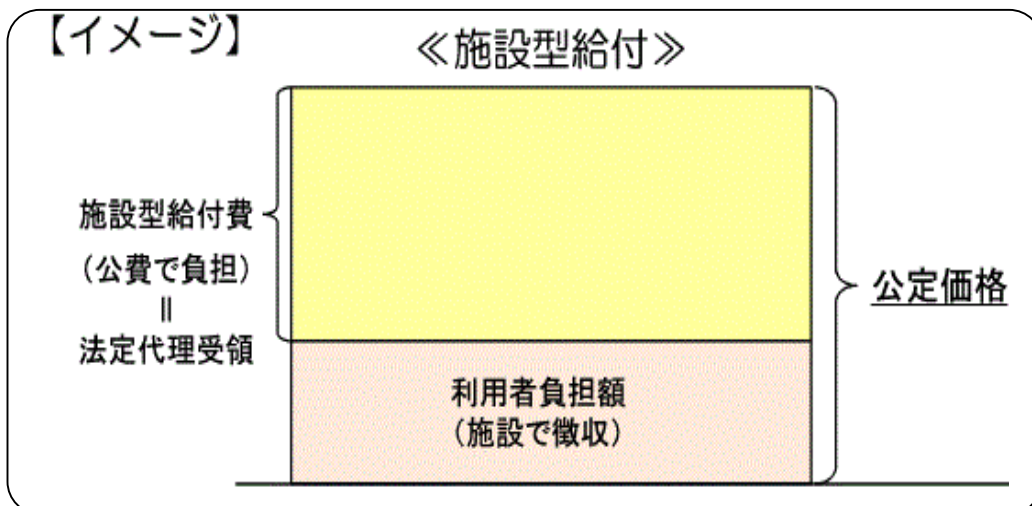 【イメージ】
≪施設型給付≫
施設型給付費
（公費で負担）
॥
法定代理受領
利用者負担額
（施設で徴収）
公定価格